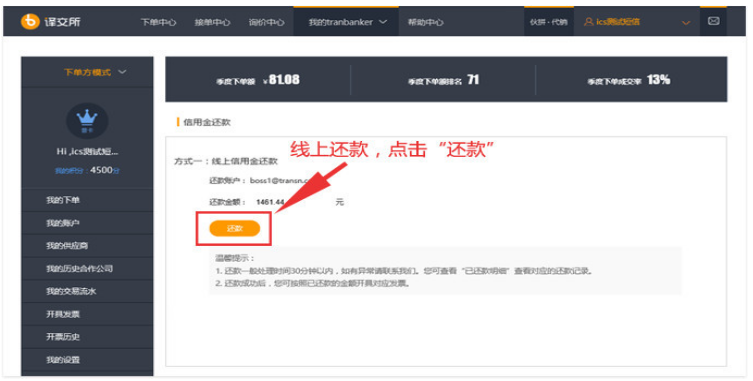 译交所 下单中心 接单中心 询价中心 我的tranbanker 帮助中心 伙拼·代销 ics测试短信
下单方模式
季度下单额 ¥81.08 季度下单额排名 71 季度下单成交率 13%
信用金还款
Hi ,ics测试短...
我的积分:4500分
线上还款，点击“还款”
方式一：线上信用金还款
还款账户： boss1@transn.c
还款金额： 1461.44 元
还款
温馨提示：
1. 还款一般处理时间30分钟以内，如有异常请联系我们。您可查看“已还款明细”查看对应的还款记录。
2. 还款成功后，您可按照已还款的金额开具对应发票。
我的下单
我的账户
我的供应商
我的历史合作公司
我的交易流水
开具发票
开票历史
我的设置